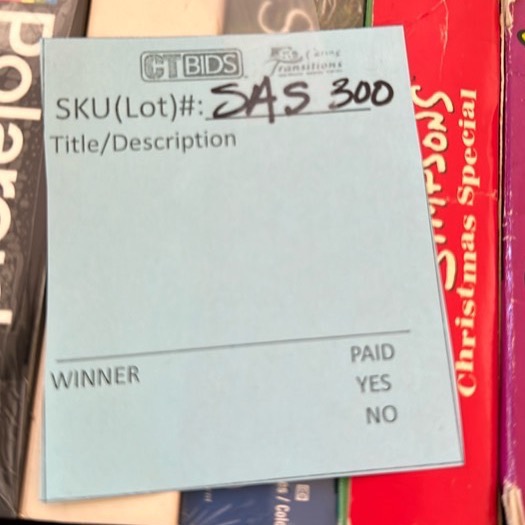 CTBIDS
Caring
Transitions
SKU(Lot)#: SAS 300
Title/Description
WINNER
PAID
YES
NO
Polaroid
SIMPSONS
Christmas Special